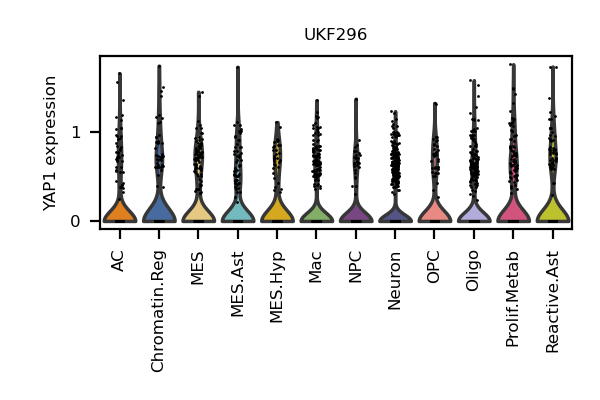 UKF296
YAP1 expression
1
0
AC
Chromatin.Reg
MES
MES.Ast
MES.Hyp
Mac
NPC
Neuron
OPC
Oligo
Prolif.Metab
Reactive.Ast